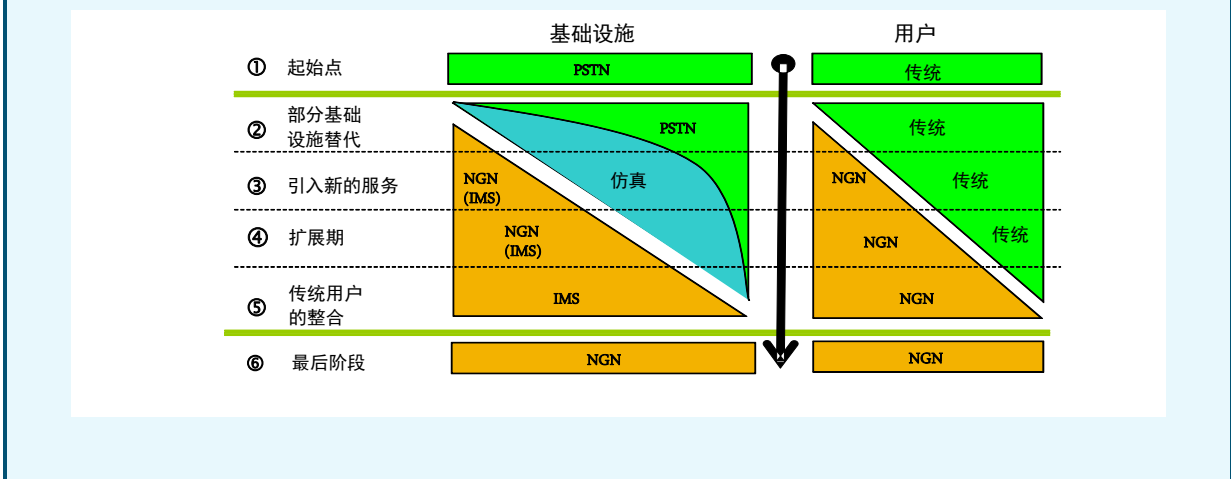 基础设施
用户
① 起始点
PSTN
传统
② 部分基础
设施替代
PSTN
传统
③ 引入新的服务
NGN
(IMS)
仿真
NGN
传统
④ 扩展期
NGN
(IMS)
NGN
传统
⑤ 传统用户
的整合
IMS
NGN
⑥ 最后阶段
NGN
NGN